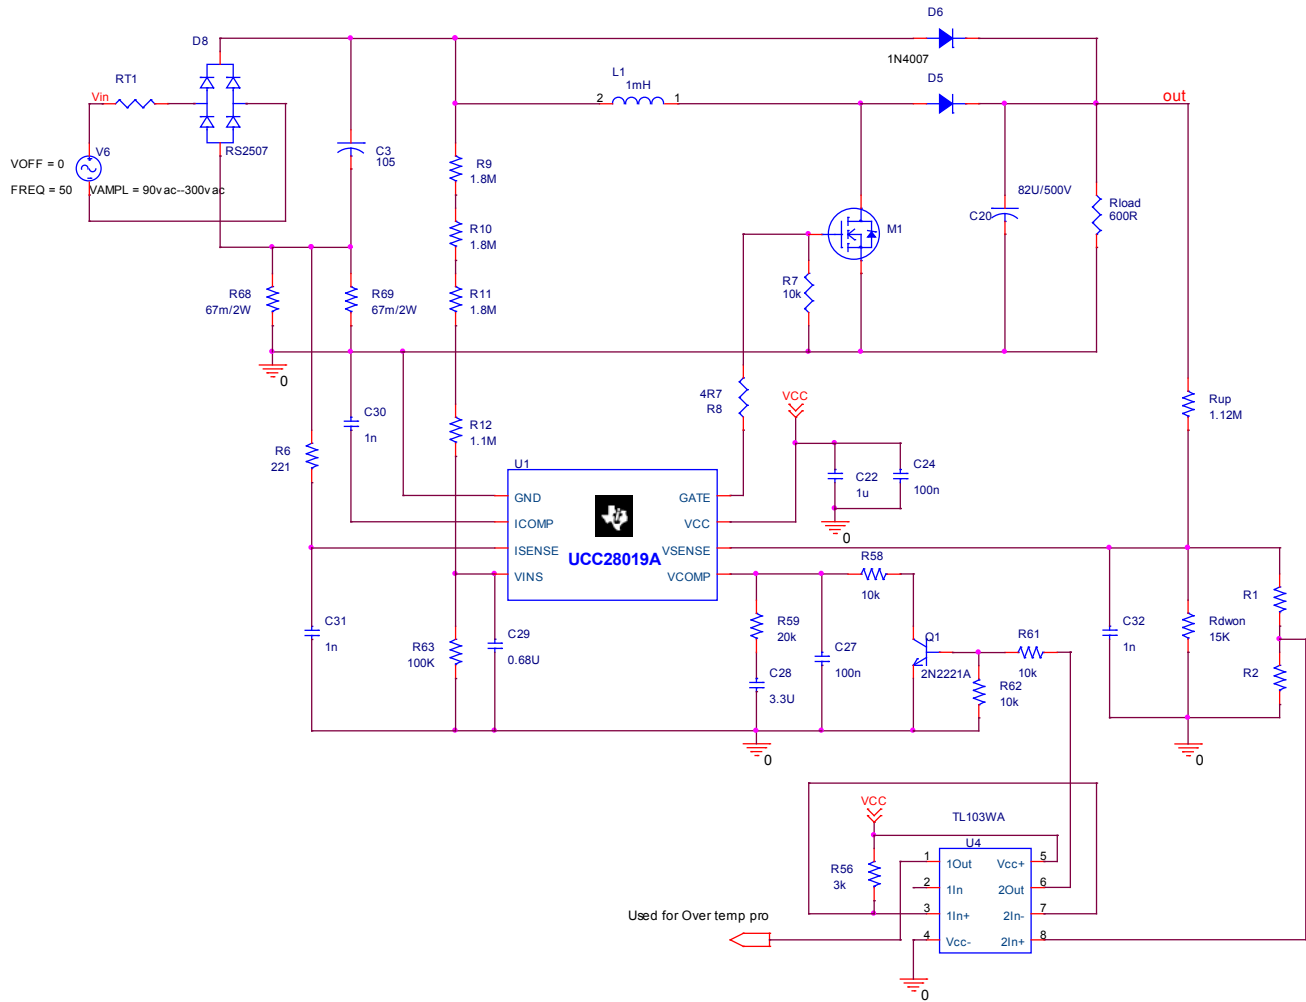 D6
1N4007
D8
RT1
Vin
L1
1mH
2
1
D5
out
V6
VOFF = 0
FREQ = 50
VAMPL = 90vac--300vac
RS2507
C3
105
R9
1.8M
R10
1.8M
R11
1.8M
82U/500V
C20
Rload
600R
M1
R7
10k
R68
67m/2W
R69
67m/2W
0
4R7
R8
VCC
C30
1n
R12
1.1M
Rup
1.12M
R6
221
U1
C22
1u
C24
100n
0
GND
ICOMP
ISENSE
VINS
GATE
VCC
VSENSE
VCOMP
UCC28019A
R58
10k
R59
20k
C27
100n
C28
3.3U
Q1
2N2221A
R61
10k
R62
10k
C31
1n
R63
100K
C29
0.68U
C32
1n
Rdwon
15K
R1
R2
0
0
VCC
TL103WA
U4
R56
3k
1
1Out
2
1In
3
1In+
4
Vcc-
Vcc+
5
2Out
6
2In-
7
2In+
8
Used for Over temp pro
0